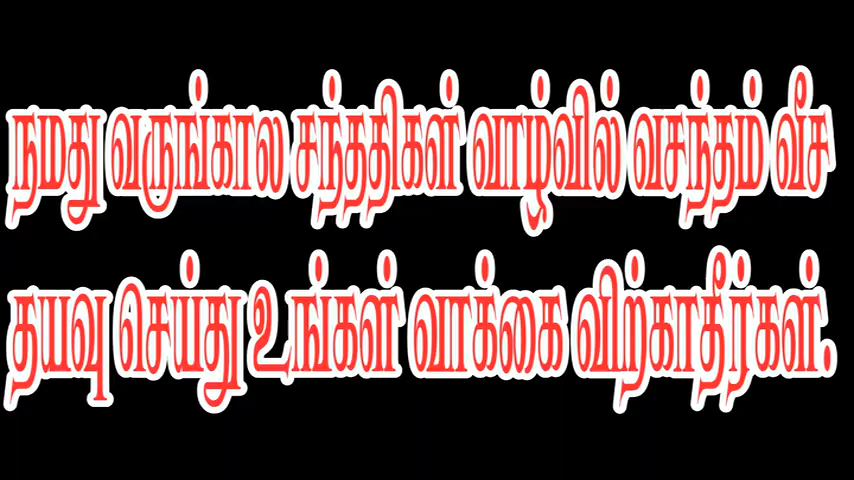 நமது வருங்கால சந்ததிகள் வாழ்வில் வசந்தம் வீச
தயவு செய்து உங்கள் வாக்கை விற்காதீர்கள்.